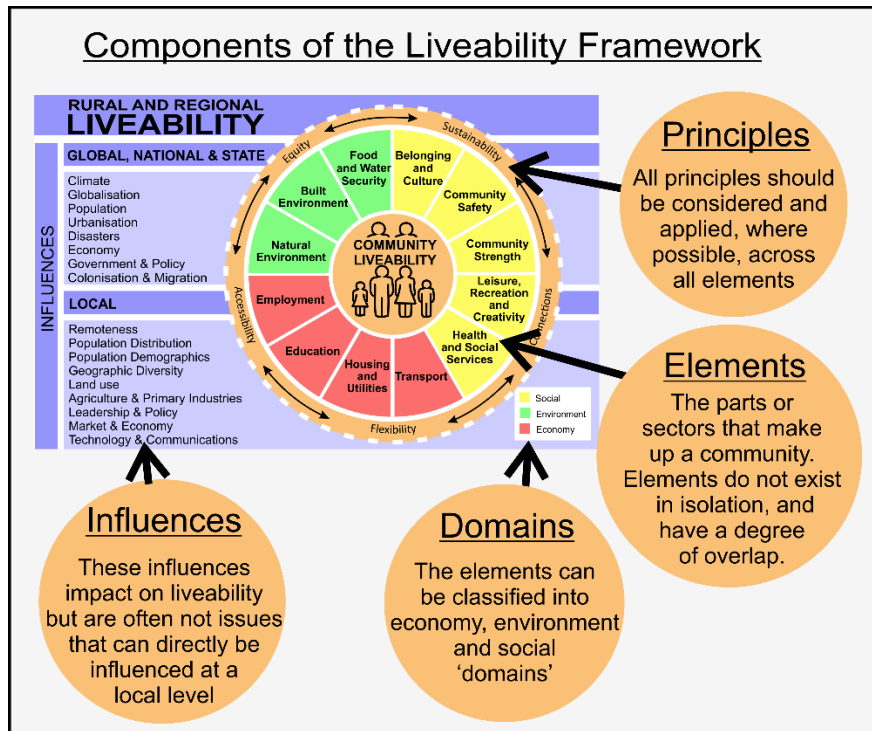 Components of the Liveability Framework
RURAL AND REGIONAL
LIVEABILITY
INFLUENCES
GLOBAL, NATIONAL & STATE
Climate
Globalisation
Population
Urbanisation
Disasters
Economy
Government & Policy
Colonisation & Migration
LOCAL
Remoteness
Population Distribution
Population Demographics
Geographic Diversity
Land use
Agriculture & Primary Industries
Leadership & Policy
Market & Economy
Technology & Communications
Equity
Sustainability
Connections
Flexibility
Accessibility
Food
and Water
Security
Belonging and
Culture
Community
Safety
Community
Strength
Leisure,
Recreation
and
Creativity
Health
and Social
Services
Transport
Housing
and
Utilities
Education
Employment
Natural
Environment
Built
Environment
COMMUNITY
LIVEABILITY
Social
Environment
Economy
Principles
All principles should
be considered and
applied, where
possible, across
all elements
Elements
The parts or
sectors that make
up a community.
Elements do not exist
in isolation, and
have a degree
of overlap.
Influences
These influences
impact on liveability
but are often not issues
that can directly be
influenced at a
local level
Domains
The elements can
be classified into
economy, environment
and social
‘domains’